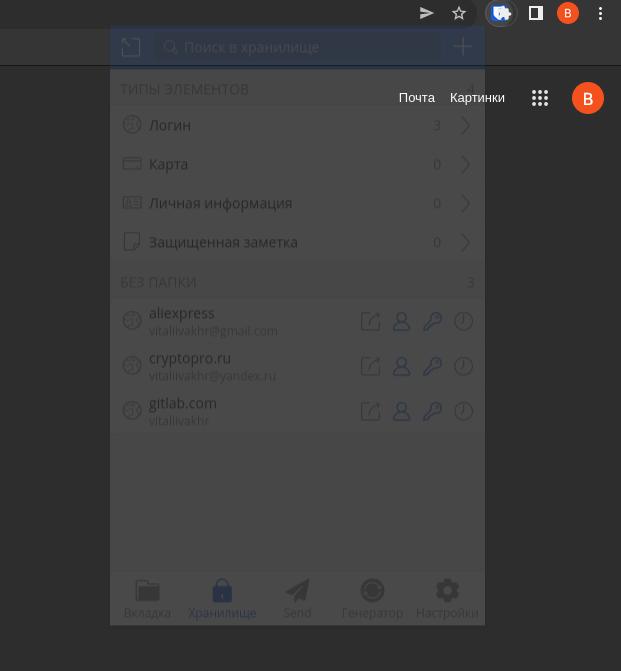 B
Поиск в хранилище
ТИПЫ ЭЛЕМЕНТОВ 4
Почта Картинки B
Логин 3
Карта 0
Личная информация 0
Защищенная заметка 0
БЕЗ ПАПКИ 3
aliexpress
vitaliivakhr@gmail.com
cryptopro.ru
vitaliivakhr@yandex.ru
gitlab.com
vitaliivakhr
Вкладка Хранилище Send Генератор Настройки